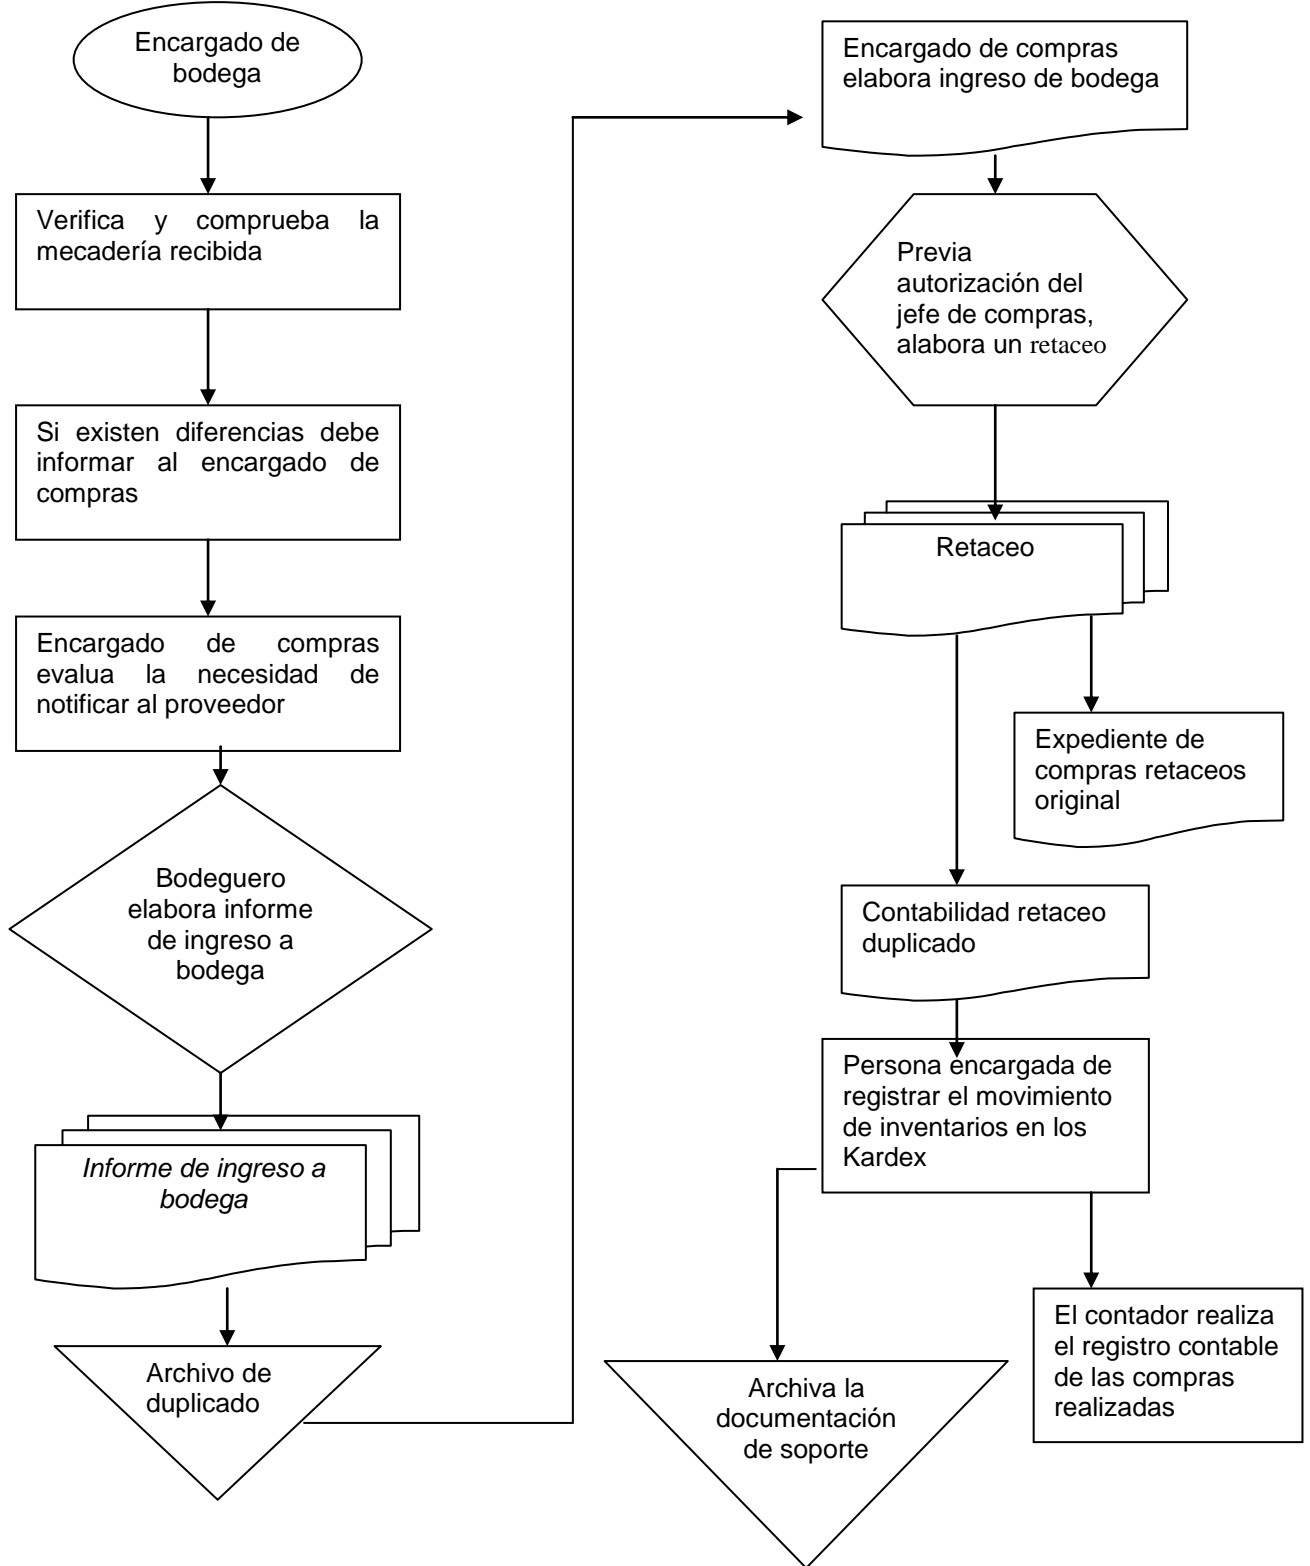 Encargado de
bodega
Verifica y comprueba la
mecadería recibida
Si existen diferencias debe
informar al encargado de
compras
Encargado de compras
evalua la necesidad de
notificar al proveedor
Bodeguero
elabora informe
de ingreso a
bodega
Informe de ingreso a
bodega
Archivo de
duplicado
Encargado de compras
elabora ingreso de bodega
Previa
autorización del
jefe de compras,
alabora un retaceo
Retaceo
Expediente de
compras retaceos
original
Contabilidad retaceo
duplicado
Persona encargada de
registrar el movimiento
de inventarios en los
Kardex
Archiva la
documentación
de soporte
El contador realiza
el registro contable
de las compras
realizadas